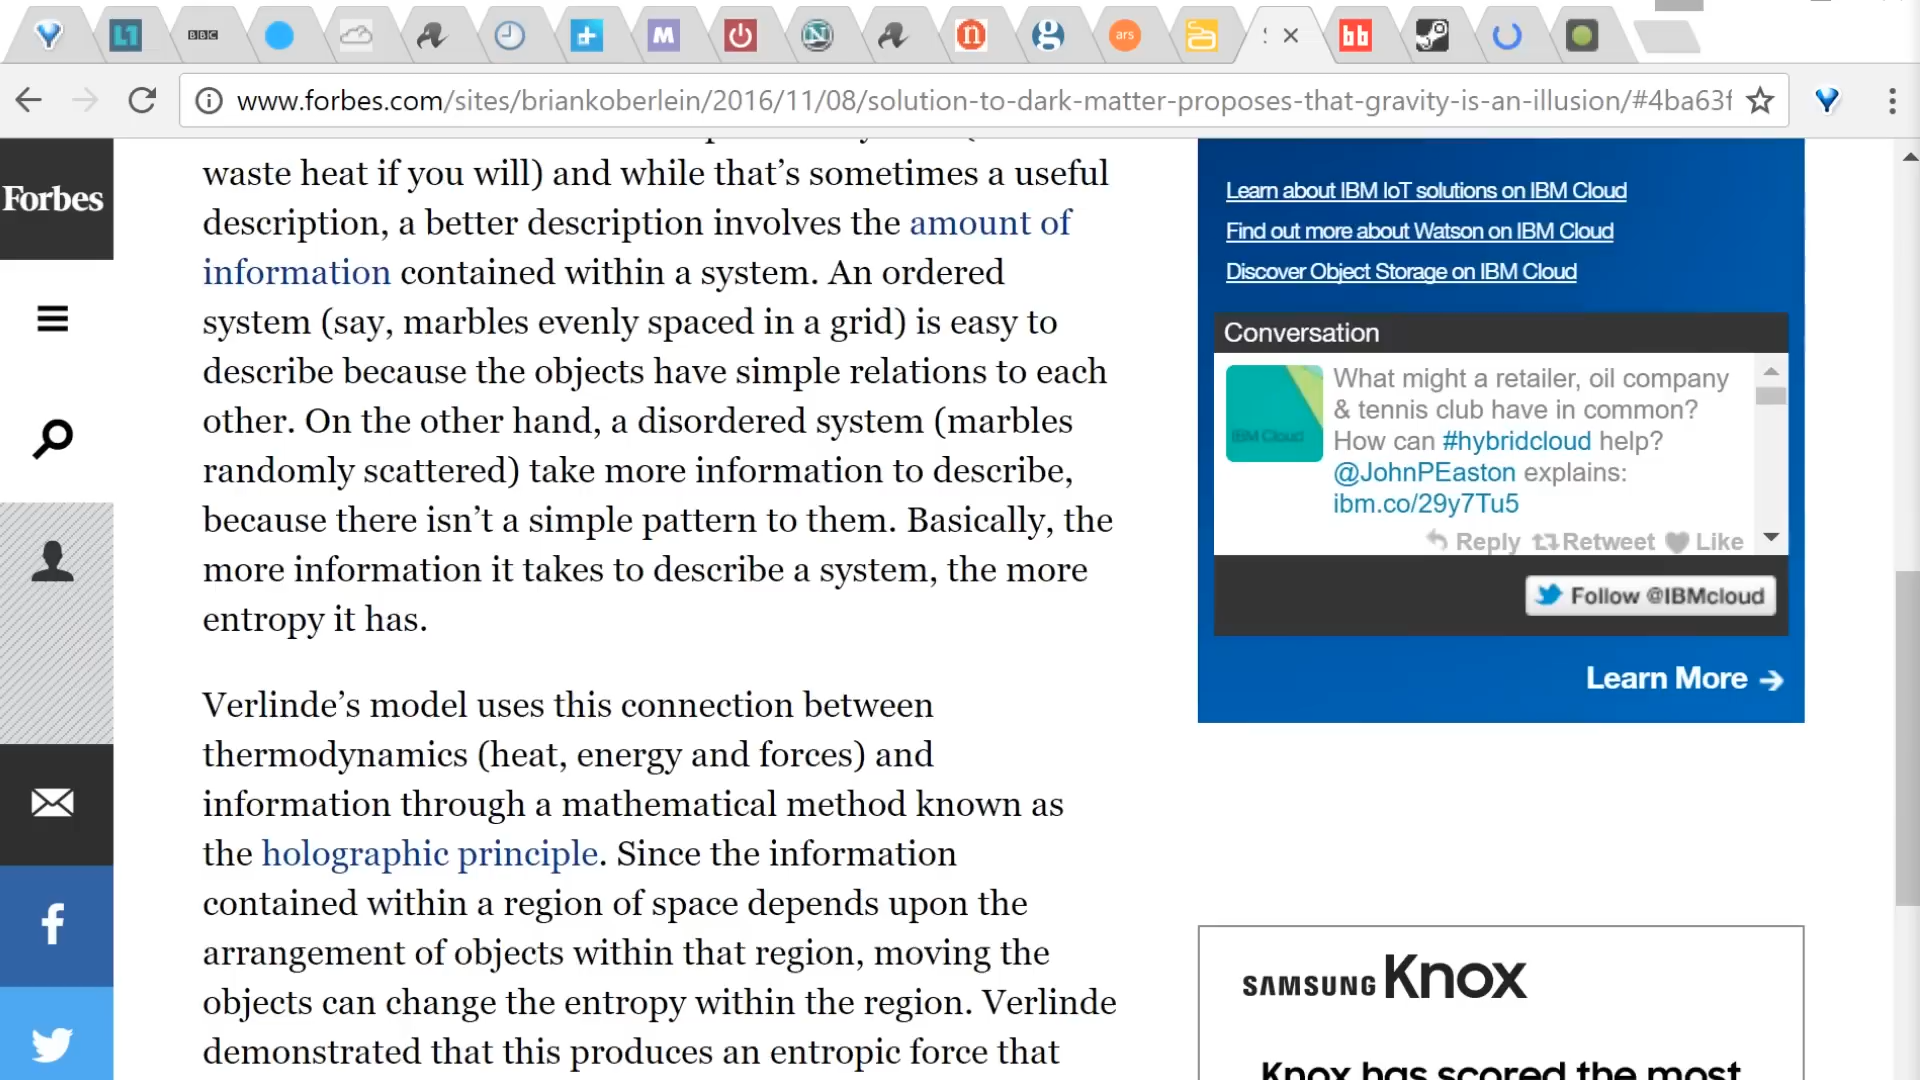 L1
BBC
M
N
n
g
ars
bb
www.forbes.com/sites/briankoberlein/2016/11/08/solution-to-dark-matter-proposes-that-gravity-is-an-illusion/#4ba63f
Forbes
waste heat if you will) and while that’s sometimes a useful
description, a better description involves the amount of
information contained within a system. An ordered
system (say, marbles evenly spaced in a grid) is easy to
describe because the objects have simple relations to each
other. On the other hand, a disordered system (marbles
randomly scattered) take more information to describe,
because there isn’t a simple pattern to them. Basically, the
more information it takes to describe a system, the more
entropy it has.
Verlinde’s model uses this connection between
thermodynamics (heat, energy and forces) and
information through a mathematical method known as
the holographic principle. Since the information
contained within a region of space depends upon the
arrangement of objects within that region, moving the
objects can change the entropy within the region. Verlinde
demonstrated that this produces an entropic force that
Learn about IBM IoT solutions on IBM Cloud
Find out more about Watson on IBM Cloud
Discover Object Storage on IBM Cloud
Conversation
IBM Cloud
What might a retailer, oil company
& tennis club have in common?
How can #hybridcloud help?
@JohnPEaston explains:
ibm.co/29y7Tu5
Reply Retweet Like
Follow @IBMcloud
Learn More
SAMSUNG Knox
Knox has scored the most